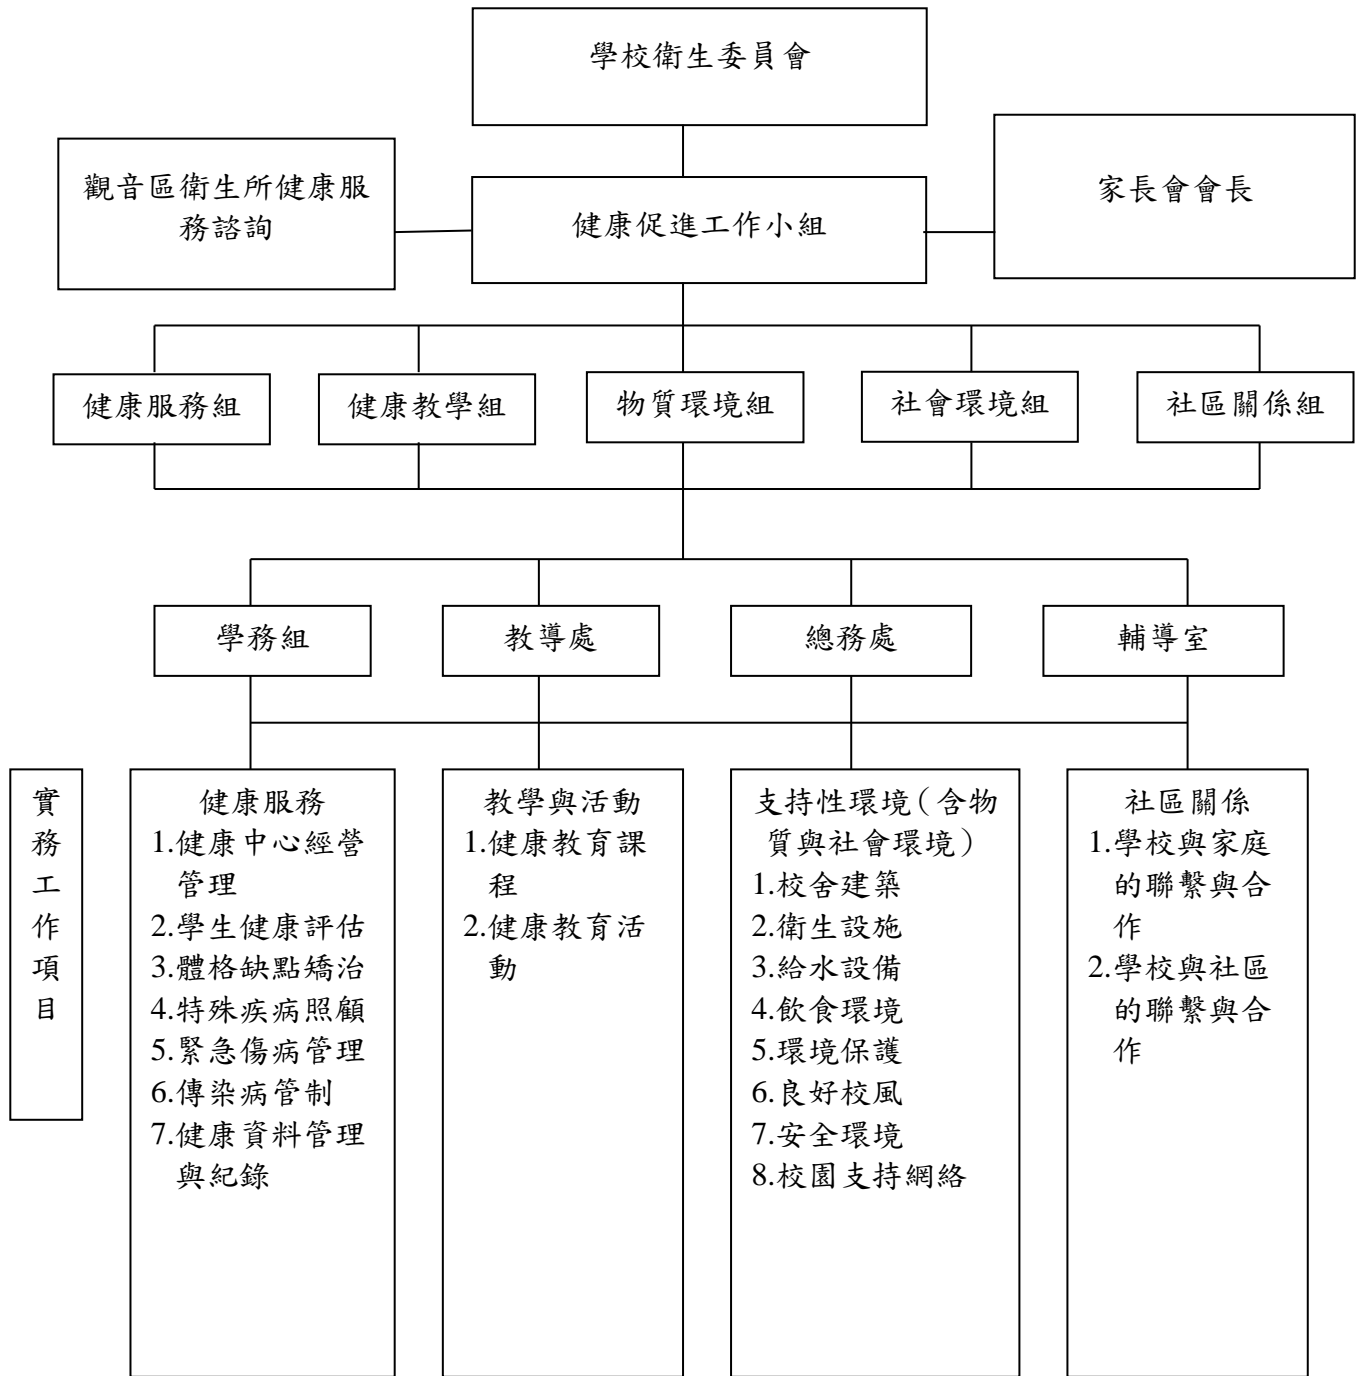 學校衛生委員會
觀音區衛生所健康服
務諮詢
健康促進工作小組
家長會會長
健康服務組
健康教學組
物質環境組
社會環境組
社區關係組
學務組
教導處
總務處
輔導室
實
務
工
作
項
目
健康服務
1.健康中心經營
管理
2.學生健康評估
3.體格缺點矯治
4.特殊疾病照顧
5.緊急傷病管理
6.傳染病管制
7.健康資料管理
與紀錄
教學與活動
1.健康教育課
程
2.健康教育活
動
支持性環境（含物
質與社會環境）
1.校舍建築
2.衛生設施
3.給水設備
4.飲食環境
5.環境保護
6.良好校風
7.安全環境
8.校園支持網絡
社區關係
1.學校與家庭
的聯繫與合
作
2.學校與社區
的聯繫與合
作